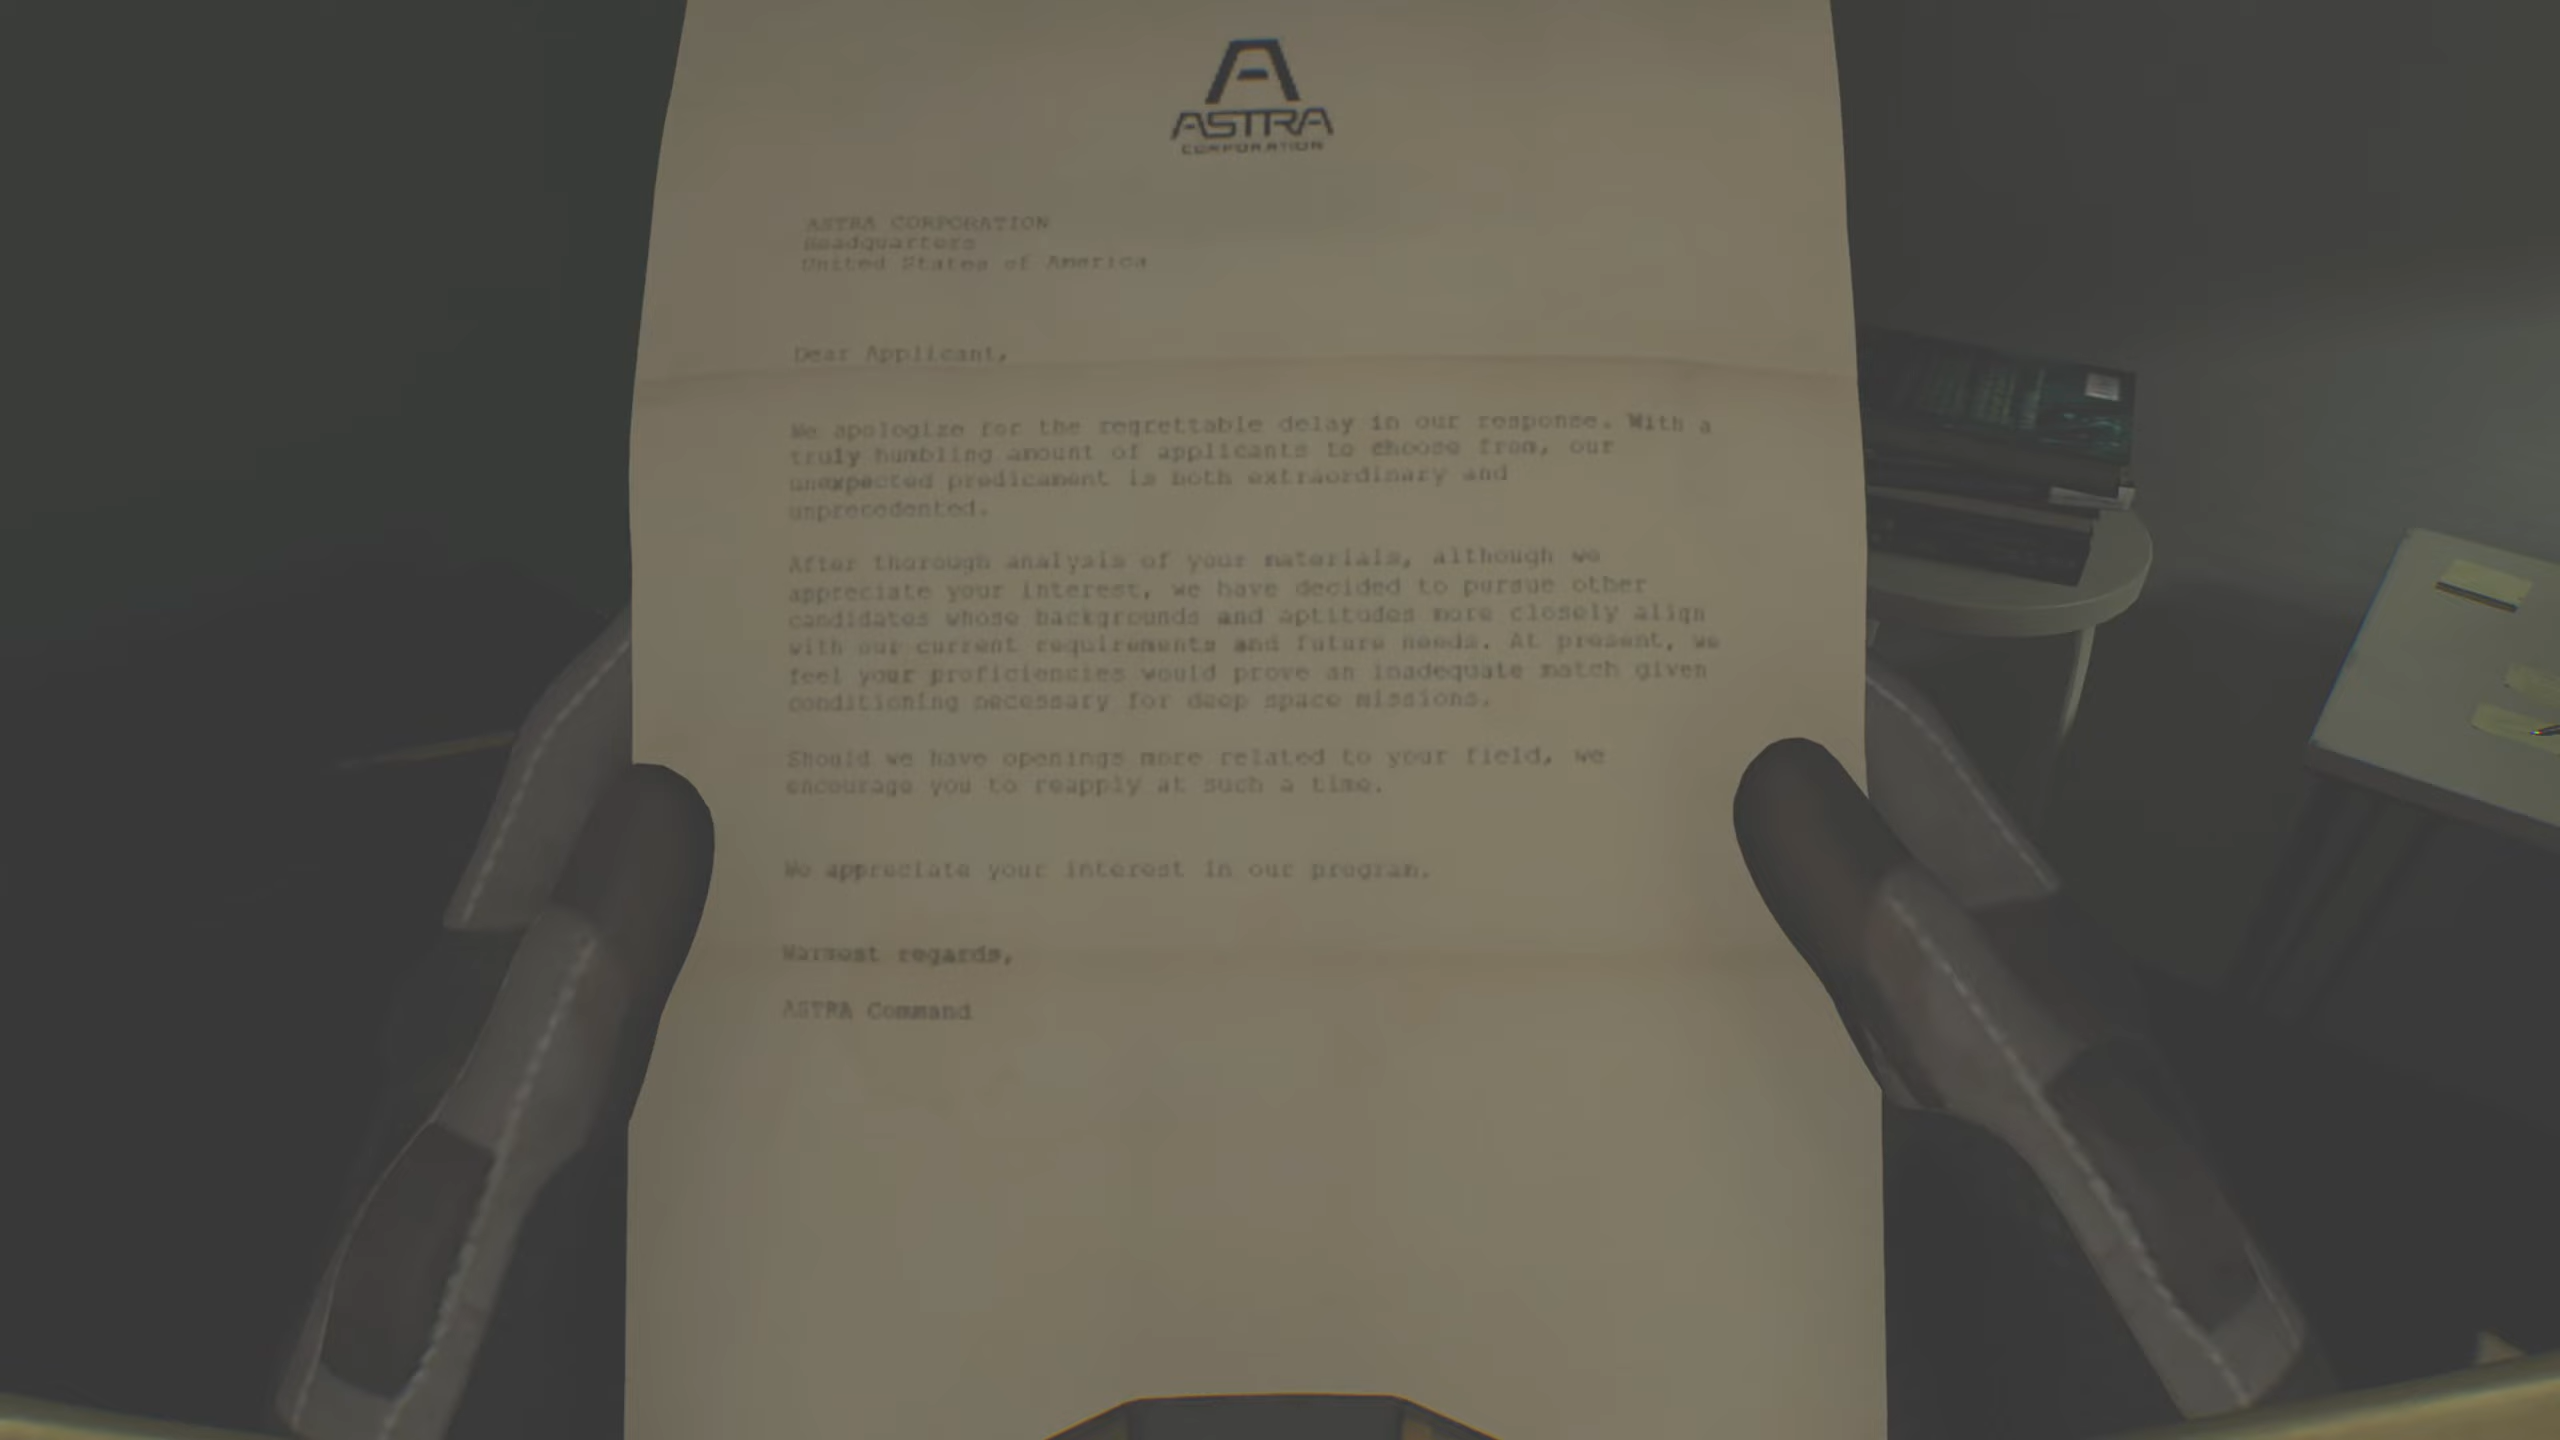 A
ASTRA
CORPORATION
ASTRA CORPORATION
Headquarters
United States of America
Dear Applicant,
We apologize for the regrettable delay in our response. With a
truly humbling amount of applicants to choose from, our
unexpected predicament is both extraordinary and
unprecedented.
After thorough analysis of your materials, although we
appreciate your interest, we have decided to pursue other
candidates whose backgrounds and aptitudes more closely align
with our current requirements and future needs. At present, we
feel your proficiencies would prove an inadequate match given
conditioning necessary for deep space missions.
Should we have openings more related to your field, we
encourage you to reapply at such a time.
We appreciate your interest in our program.
Warmest regards,
ASTRA Command